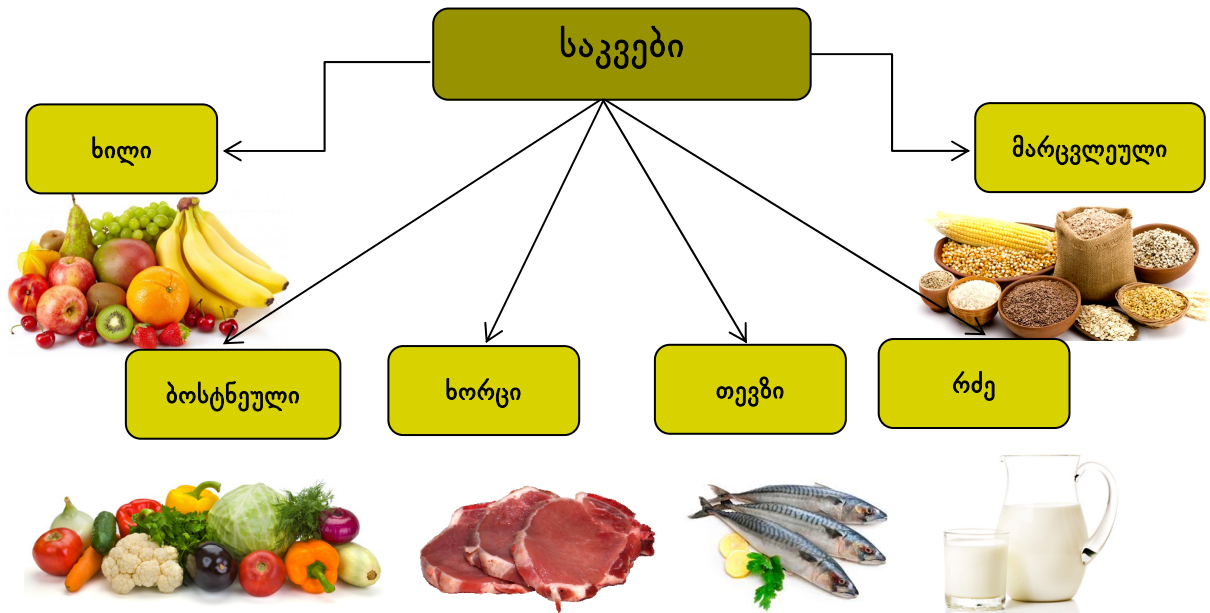 საკვები
ხილი
მარცვლეული
ბოსტნეული
ხორცი
თევზი
რძე